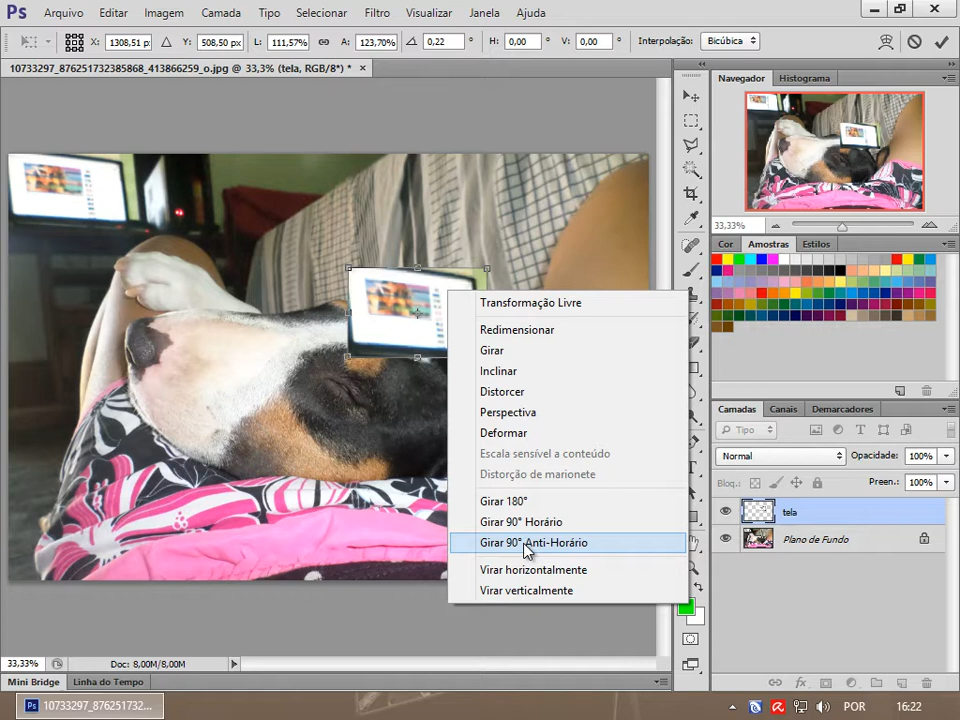 Ps Arquivo Editar Imagem Camada Tipo Selecionar Filtro Visualizar Janela Ajuda
X: 1308,51 px Y: 508,50 px L: 111,57% A: 123,70% 0,22 ° H: 0,00 ° V: 0,00 ° Interpolação: Bicúbica
10733297_876251732385868_413866259_o.jpg @ 33,3% (tela, RGB/8*) * ×
Navegador Histograma
33,33%
Cor Amostras Estilos
Transformação Livre
Redimensionar
Girar
Inclinar
Distorcer
Perspectiva
Deformar
Escala sensível a conteúdo
Distorção de marionete
Girar 180°
Girar 90° Horário
Girar 90° Anti-Horário
Virar horizontalmente
Virar verticalmente
Camadas Canais Demarcadores
Tipo
Normal Opacidade: 100%
Bloq.: Preen.: 100%
tela
Plano de Fundo
33,33% Doc: 8,00M/8,00M
Mini Bridge Linha do Tempo
Ps 10733297_876251732... POR 16:22